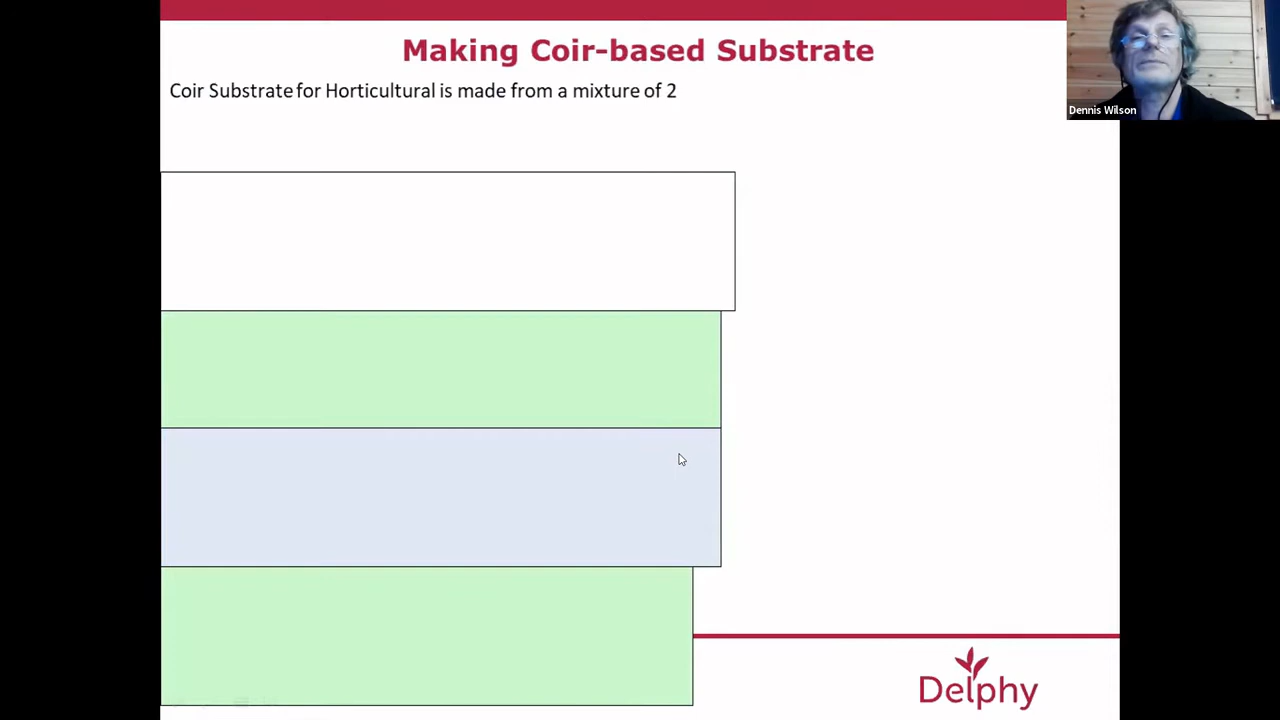 Making Coir-based Substrate
Coir Substrate for Horticultural is made from a mixture of 2
Dennis Wilson
Delphy